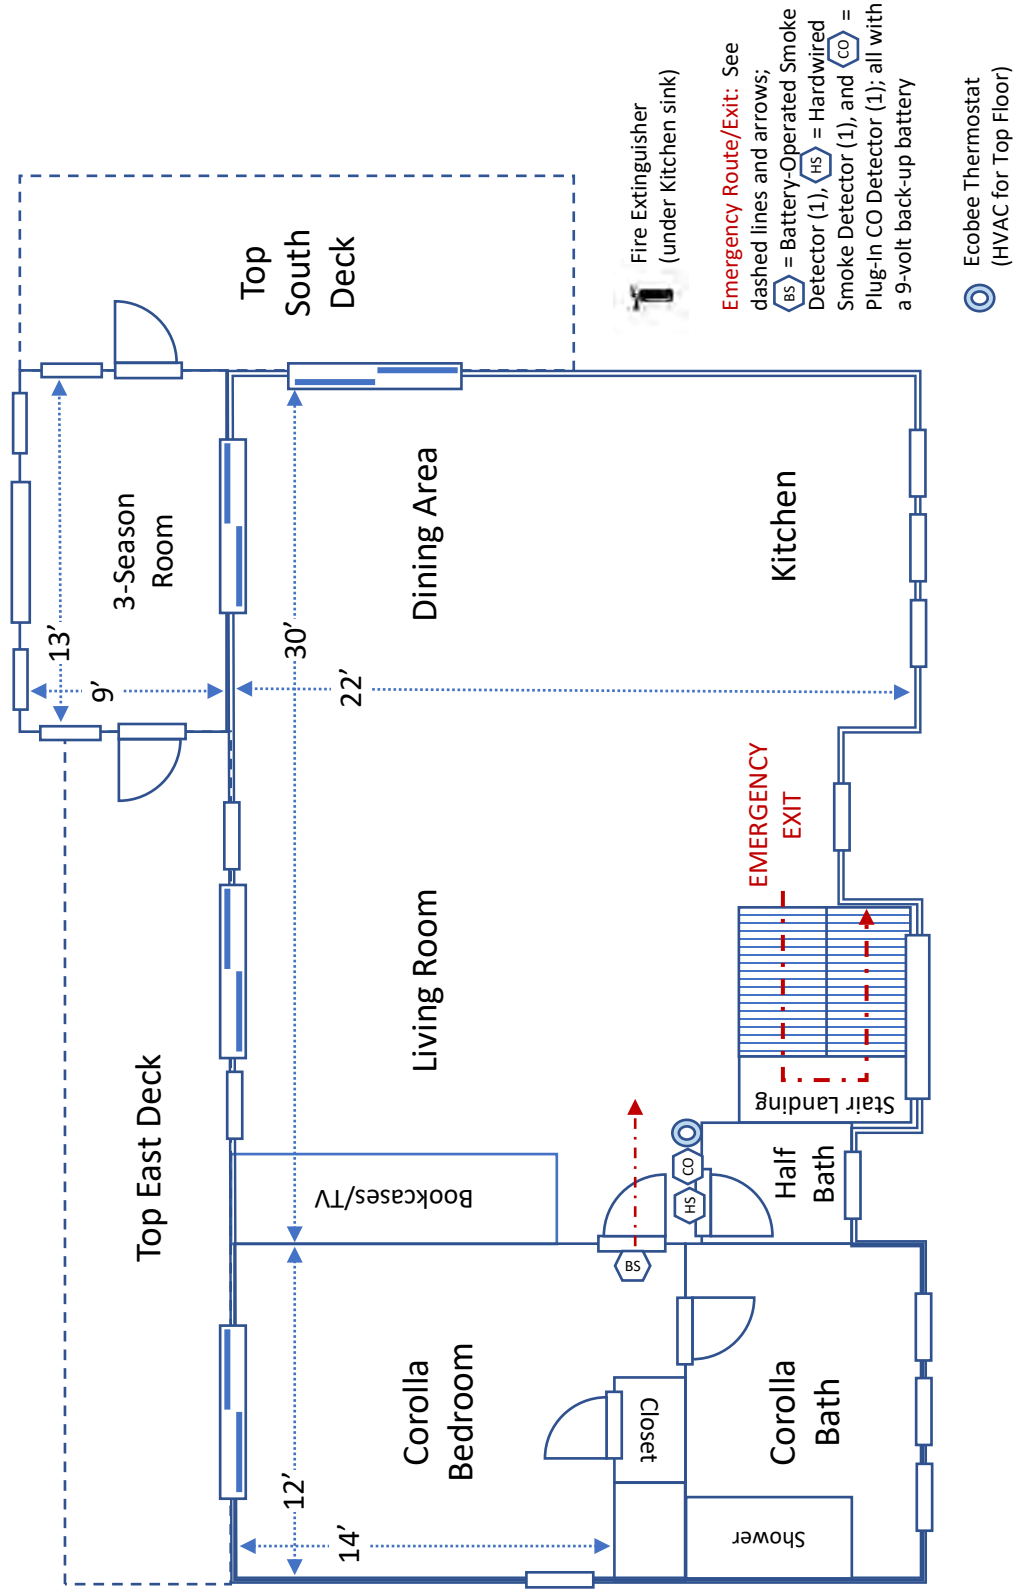 Top East Deck
13'
9'
3-Season
Room
Top
South
Deck
12'
14'
30'
22'
Corolla
Bedroom
Bookcases/TV
Living Room
Dining Area
Kitchen
Closet
Shower
Corolla
Bath
BS
HS
CO
Half
Bath
Stair Landing
EMERGENCY
EXIT
Fire Extinguisher
(under Kitchen sink)
Emergency Route/Exit: See
dashed lines and arrows;
BS = Battery-Operated Smoke
Detector (1), HS = Hardwired
Smoke Detector (1), and CO =
Plug-In CO Detector (1); all with
a 9-volt back-up battery
Ecobee Thermostat
(HVAC for Top Floor)